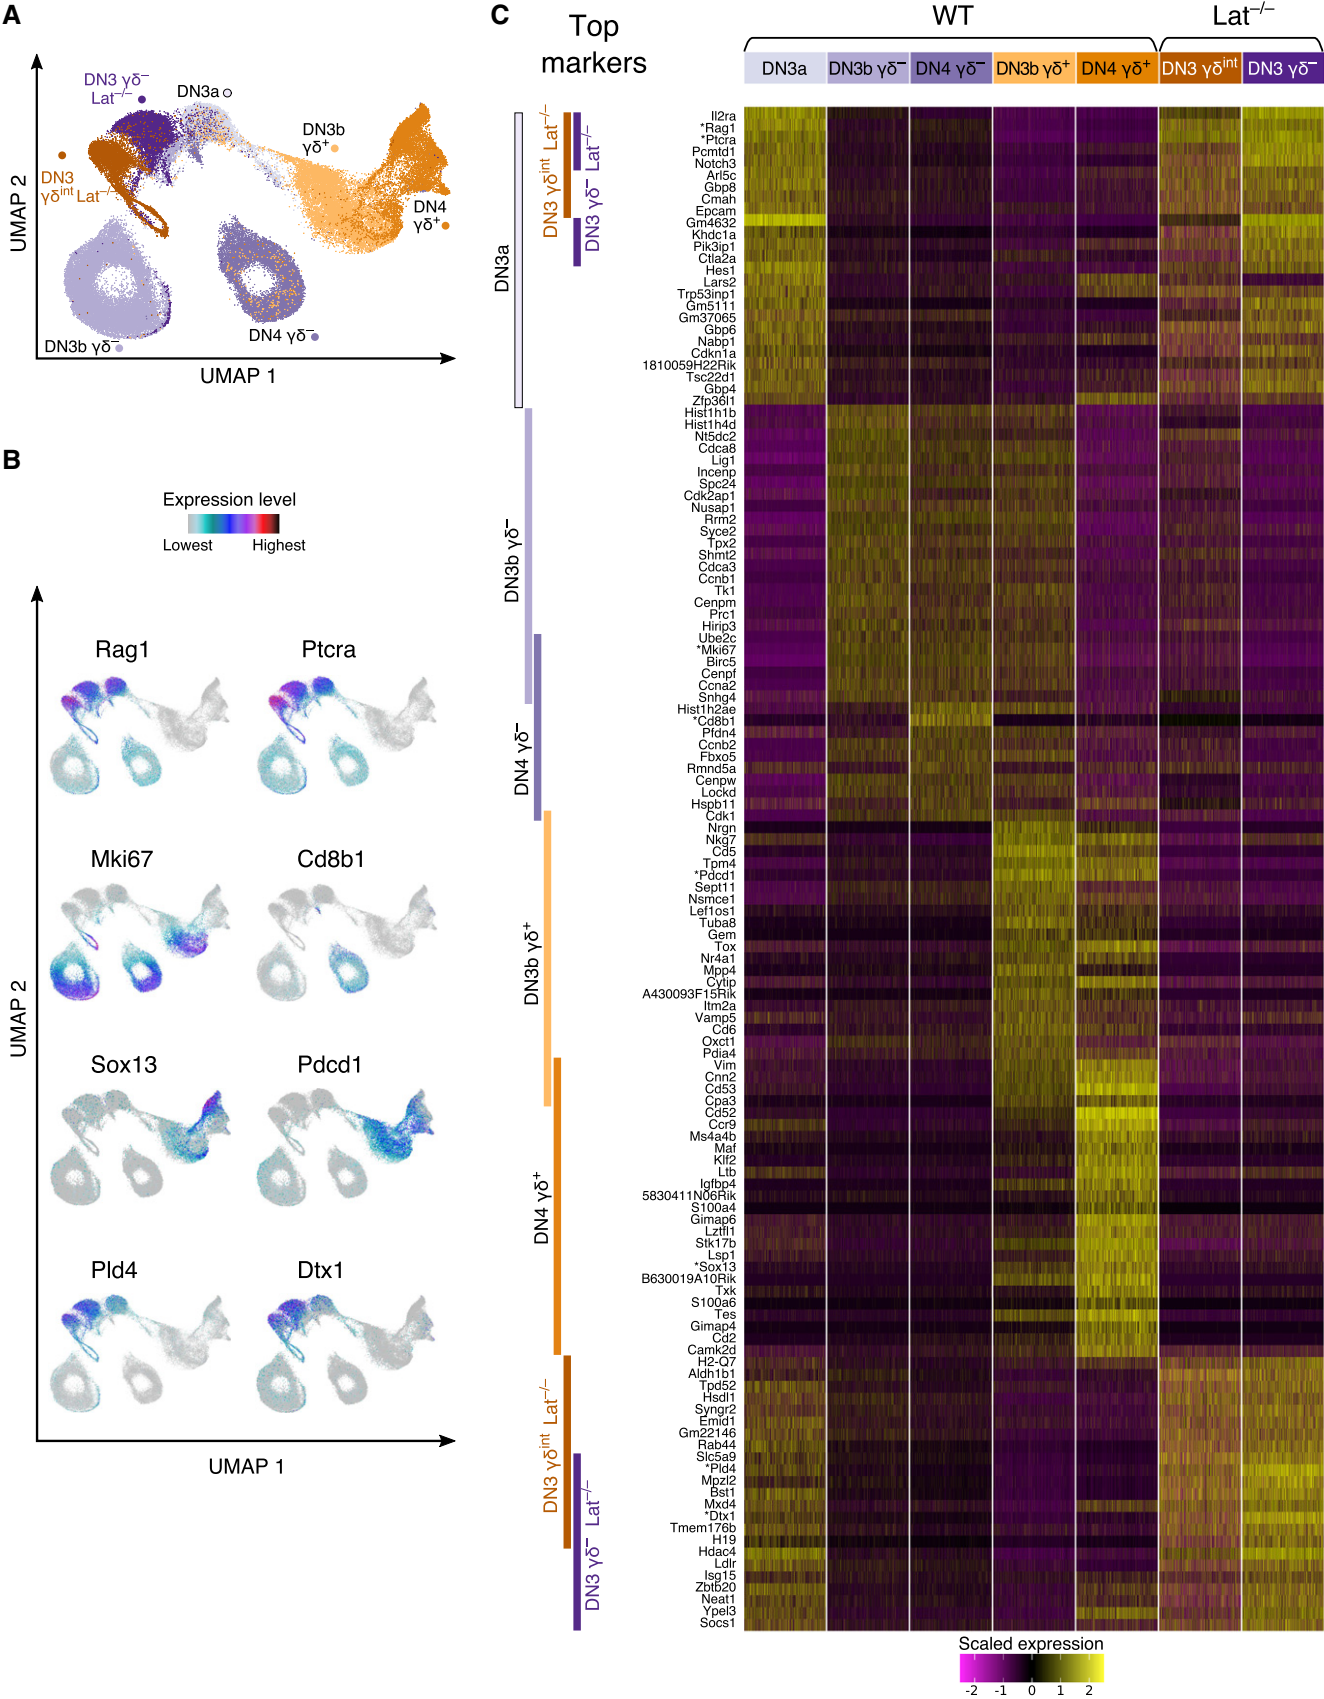 A
DN3 γδ–
Lat–/–
DN3a
DN3b
γδ+
DN3
γδint Lat–/–
DN4
γδ+
DN4 γδ–
DN3b γδ–
UMAP 2
UMAP 1
B
Expression level
Lowest Highest
Rag1 Ptcra
Mki67 Cd8b1
Sox13 Pdcd1
Pld4 Dtx1
UMAP 2
UMAP 1
C
Top
markers
WT Lat–/–
DN3a DN3b γδ– DN4 γδ– DN3b γδ+ DN4 γδ+ DN3 γδint DN3 γδ–
DN3a
DN3 γδint Lat–/–
DN3 γδ– Lat–/–
DN3b γδ–
DN4 γδ–
DN3b γδ+
DN4 γδ+
DN3 γδint Lat–/–
DN3 γδ– Lat–/–
Il2ra
*Rag1
*Ptcra
Pcmtd1
Notch3
Arl5c
Gbp8
Cmah
Epcam
Gm4632
Khdc1a
Pik3ip1
Ctla2a
Hes1
Lars2
Trp53inp1
Gm5111
Gm37065
Gbp6
Nabp1
Cdkn1a
1810059H22Rik
Tsc22d1
Gbp4
Zfp36l1
Hist1h1b
Hist1h4d
Nt5dc2
Cdca8
Lig1
Incenp
Spc24
Cdk2ap1
Nusap1
Rrm2
Syce2
Tpx2
Shmt2
Cdca3
Ccnb1
Tk1
Cenpm
Prc1
Hirip3
Ube2c
*Mki67
Birc5
Cenpf
Ccna2
Snhg4
Hist1h2ae
*Cd8b1
Pfdn4
Ccnb2
Fbxo5
Rmnd5a
Cenpw
Lockd
Hspb11
Cdk1
Nrgn
Nkg7
Cd5
Tpm4
*Pdcd1
Sept11
Nsmce1
Lef1os1
Tuba8
Gem
Tox
Nr4a1
Mpp4
Cytip
A430093F15Rik
Itm2a
Vamp5
Cd6
Oxct1
Pdia4
Vim
Cnn2
Cd53
Cpa3
Cd52
Ccr9
Ms4a4b
Maf
Klf2
Ltb
Igfbp4
5830411N06Rik
S100a4
Gimap6
Lztfl1
Stk17b
Lsp1
*Sox13
B630019A10Rik
Txk
S100a6
Tes
Gimap4
Cd2
Camk2d
H2-Q7
Aldh1b1
Tpd52
Hsdl1
Syngr2
Emid1
Gm22146
Rab44
Slc5a9
*Pld4
Mpzl2
Bst1
Mxd4
*Dtx1
Tmem176b
H19
Hdac4
Ldlr
Isg15
Zbtb20
Neat1
Ypel3
Socs1
Scaled expression
-2 -1 0 1 2